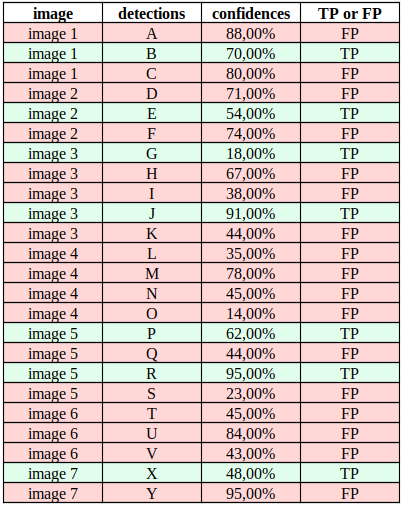 image detections confidences TP or FP
image 1 A 88,00% FP
image 1 B 70,00% TP
image 1 C 80,00% FP
image 2 D 71,00% FP
image 2 E 54,00% TP
image 2 F 74,00% FP
image 3 G 18,00% TP
image 3 H 67,00% FP
image 3 I 38,00% FP
image 3 J 91,00% TP
image 3 K 44,00% FP
image 4 L 35,00% FP
image 4 M 78,00% FP
image 4 N 45,00% FP
image 4 O 14,00% FP
image 5 P 62,00% TP
image 5 Q 44,00% FP
image 5 R 95,00% TP
image 5 S 23,00% FP
image 6 T 45,00% FP
image 6 U 84,00% FP
image 6 V 43,00% FP
image 7 X 48,00% TP
image 7 Y 95,00% FP